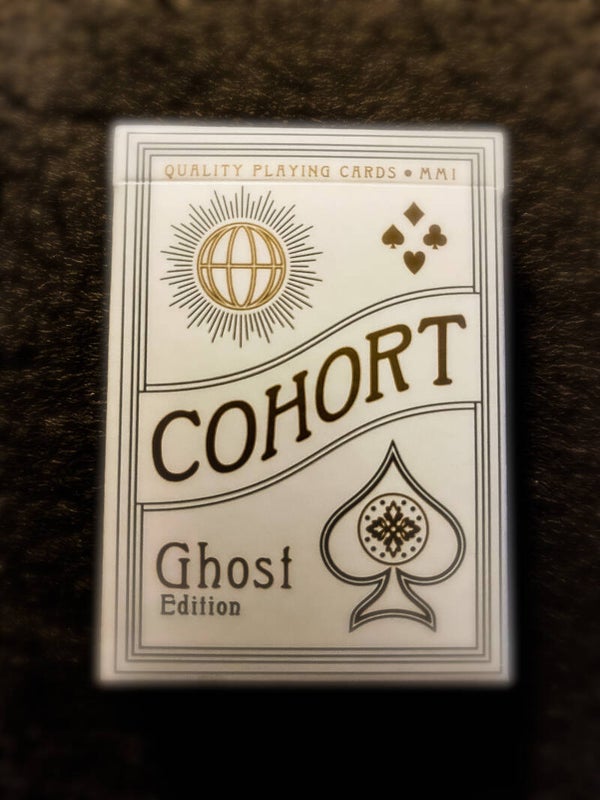 QUALITY PLAYING CARDS • MMI
COHORT
Ghost
Edition